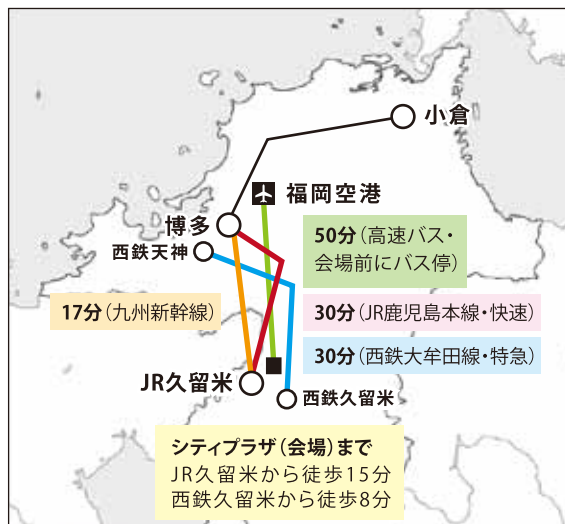 小倉
福岡空港
博多
西鉄天神
50分(高速バス・
会場前にバス停)
17分(九州新幹線)
30分(JR鹿児島本線・快速)
30分(西鉄大牟田線・特急)
JR久留米
西鉄久留米
シティプラザ(会場)まで
JR久留米から徒歩15分
西鉄久留米から徒歩8分